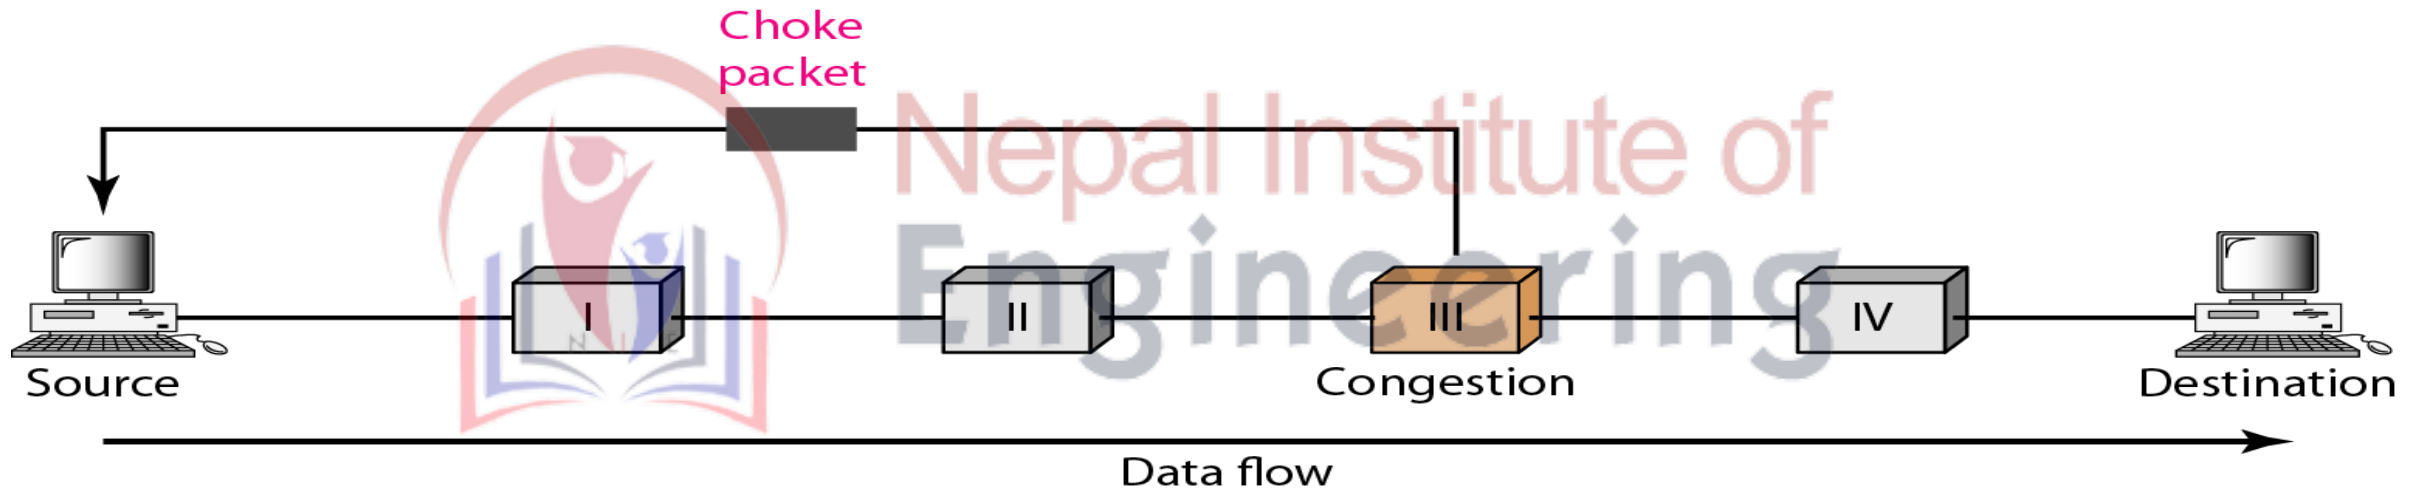 Choke
packet
Nepal Institute of
Engineering
I
II
III
IV
N I E
Source
Congestion
Destination
Data flow